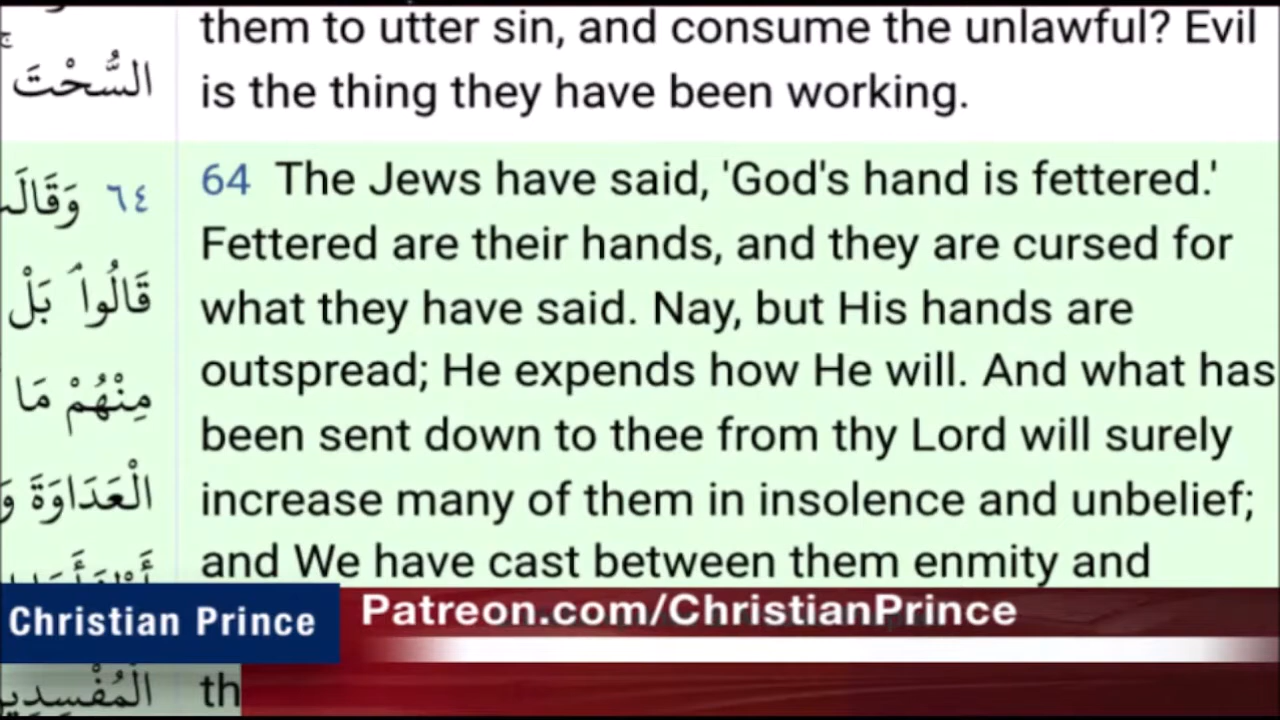 them to utter sin, and consume the unlawful? Evil
السُّحْتَ
is the thing they have been working.
64 The Jews have said, 'God's hand is fettered.'
٦٤ وَقَالَتِ
Fettered are their hands, and they are cursed for
قَالُواْ بَلْ
what they have said. Nay, but His hands are
outspread; He expends how He will. And what has
مِنْهُمْ مَا
been sent down to thee from thy Lord will surely
الْعَدَاوَةَ وَ
increase many of them in insolence and unbelief;
and We have cast between them enmity and
Christian Prince
Patreon.com/ChristianPrince
th